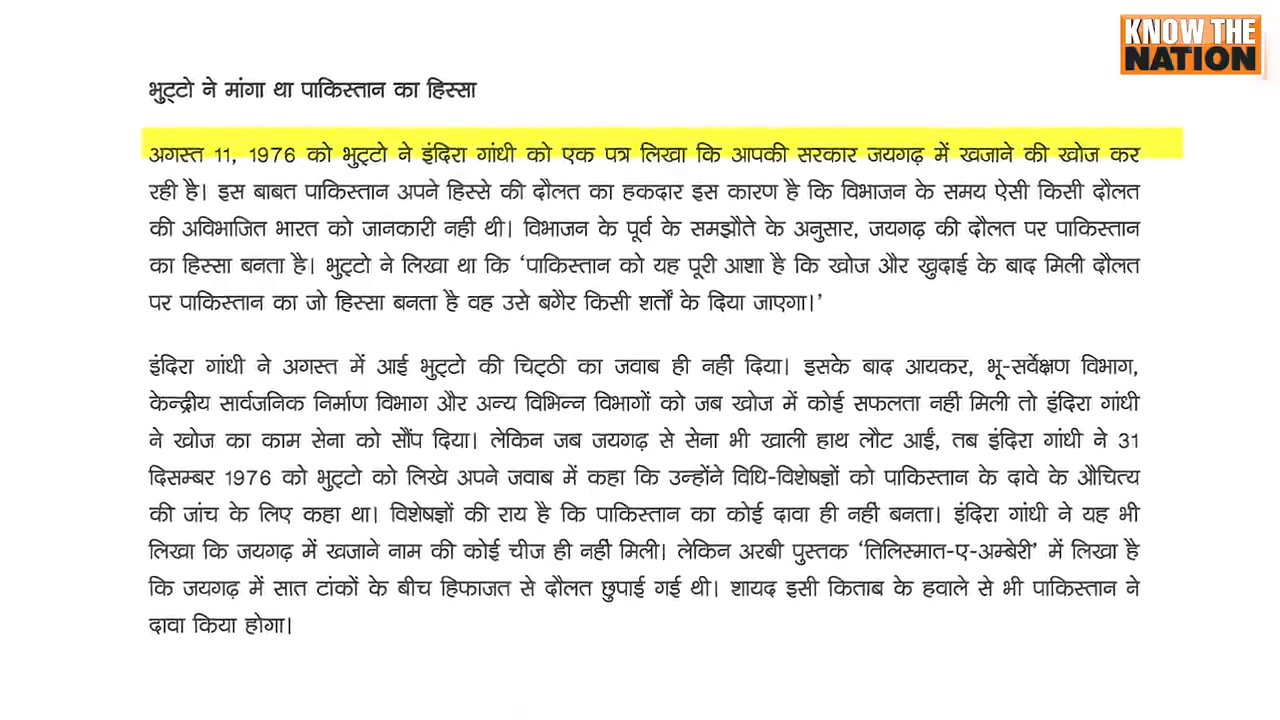 KNOW THE
NATION
भुट्टो ने मांगा था पाकिस्तान का हिस्सा
अगस्त 11, 1976 को भुट्टो ने इंदिरा गांधी को एक पत्र लिखा कि आपकी सरकार जयगढ़ में खजाने की खोज कर
रही है। इस बाबत पाकिस्तान अपने हिस्से की दौलत का हकदार इस कारण है कि विभाजन के समय ऐसी किसी दौलत
की अविभाजित भारत को जानकारी नहीं थी। विभाजन के पूर्व के समझौते के अनुसार, जयगढ़ की दौलत पर पाकिस्तान
का हिस्सा बनता है। भुट्टो ने लिखा था कि ‘पाकिस्तान को यह पूरी आशा है कि खोज और खुदाई के बाद मिली दौलत
पर पाकिस्तान का जो हिस्सा बनता है वह उसे बगैर किसी शर्तों के दिया जाएगा।’
इंदिरा गांधी ने अगस्त में आई भुट्टो की चिट्ठी का जवाब ही नहीं दिया। इसके बाद आयकर, भू-सर्वेक्षण विभाग,
केन्द्रीय सार्वजनिक निर्माण विभाग और अन्य विभिन्न विभागों को जब खोज में कोई सफलता नहीं मिली तो इंदिरा गांधी
ने खोज का काम सेना को सौंप दिया। लेकिन जब जयगढ़ से सेना भी खाली हाथ लौट आईं, तब इंदिरा गांधी ने 31
दिसम्बर 1976 को भुट्टो को लिखे अपने जवाब में कहा कि उन्होंने विधि-विशेषज्ञों को पाकिस्तान के दावे के औचित्य
की जांच के लिए कहा था। विशेषज्ञों की राय है कि पाकिस्तान का कोई दावा ही नहीं बनता। इंदिरा गांधी ने यह भी
लिखा कि जयगढ़ में खजाने नाम की कोई चीज ही नहीं मिली। लेकिन अरबी पुस्तक ‘तिलिस्मात-ए-अम्बेरी’ में लिखा है
कि जयगढ़ में सात टांकों के बीच हिफाजत से दौलत छुपाई गई थी। शायद इसी किताब के हवाले से भी पाकिस्तान ने
दावा किया होगा।